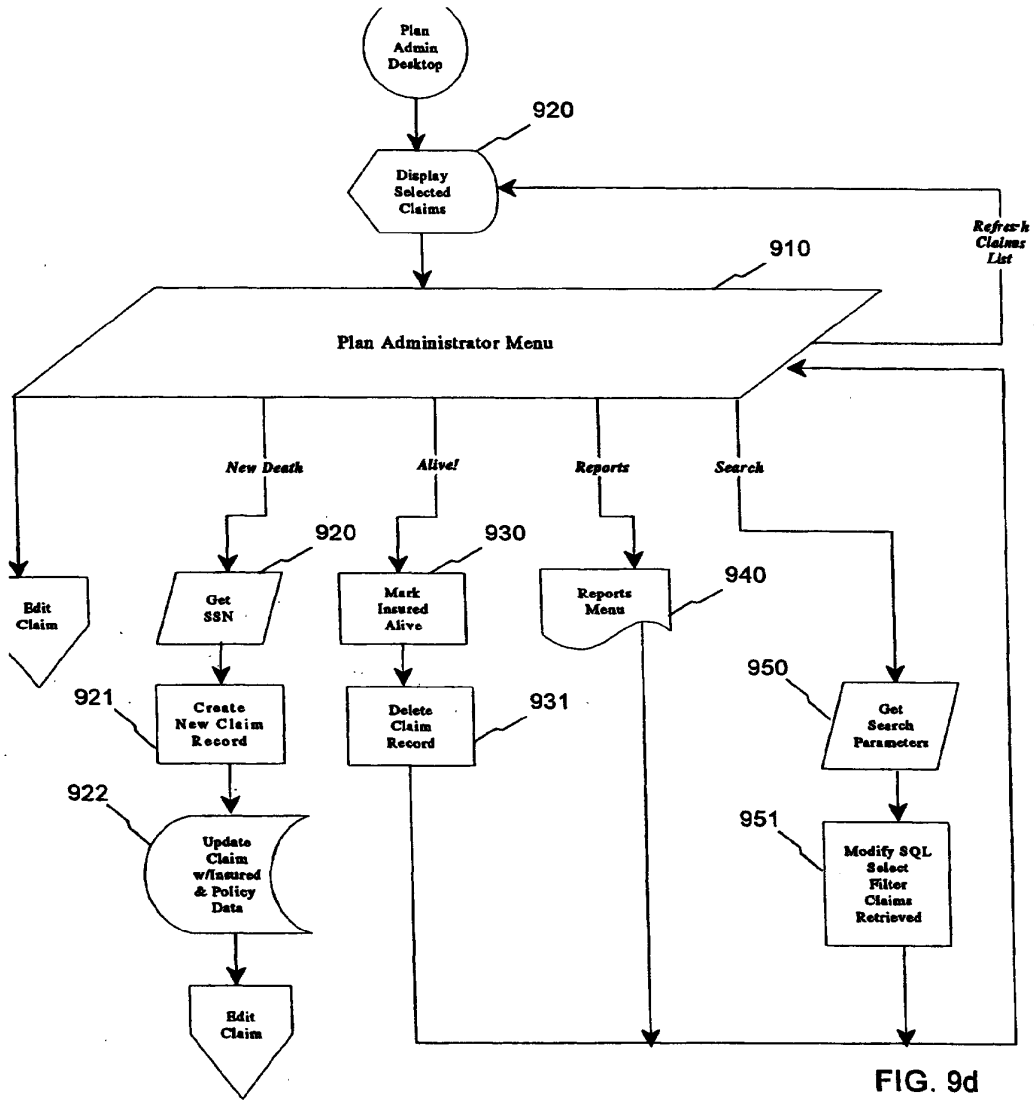 Plan
Admin
Desktop
920
Display
Selected
Claims
Refresh
Claims
List
910
Plan Administrator Menu
New Death
Alive!
Reports
Search
920
930
940
Edit
Claim
Get
SSN
Mark
Insured
Alive
Reports
Menu
921
Create
New Claim
Record
Delete
Claim
Record
931
950
Get
Search
Parameters
922
Update
Claim
w/Insured
& Policy
Data
951
Modify SQL
Select
Filter
Claims
Retrieved
Edit
Claim
FIG. 9d